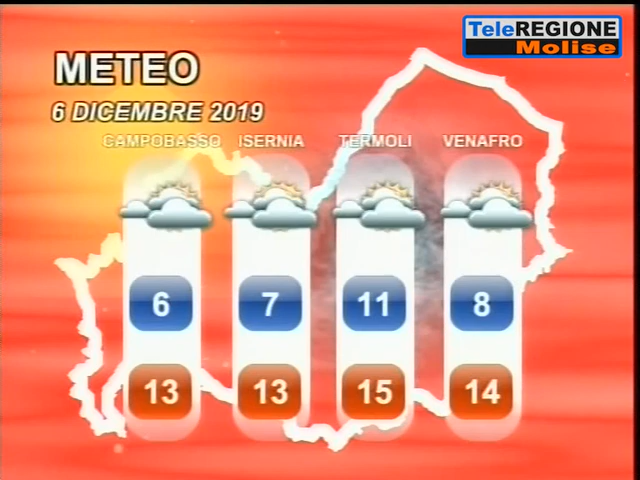 TeleREGIONE
Molise
METEO
6 DICEMBRE 2019
CAMPOBASSO ISERNIA TERMOLI VENAFRO
6 7 11 8
13 13 15 14